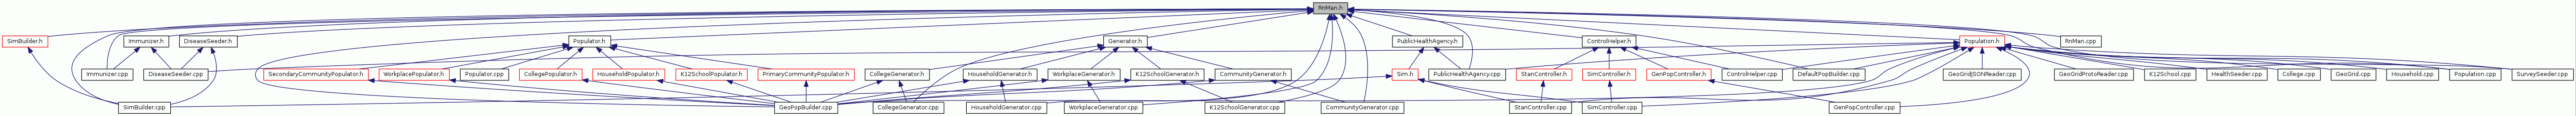 RnMan.h
SimBuilder.h
Immunizer.h
DiseaseSeeder.h
Populator.h
Generator.h
PublicHealthAgency.h
ControlHelper.h
Population.h
RnMan.cpp
Immunizer.cpp
DiseaseSeeder.cpp
SecondaryCommunityPopulator.h
WorkplacePopulator.h
Populator.cpp
CollegePopulator.h
HouseholdPopulator.h
K12SchoolPopulator.h
PrimaryCommunityPopulator.h
CollegeGenerator.h
HouseholdGenerator.h
WorkplaceGenerator.h
K12SchoolGenerator.h
CommunityGenerator.h
Sim.h
PublicHealthAgency.cpp
StanController.h
SimController.h
GenPopController.h
ControlHelper.cpp
DefaultPopBuilder.cpp
GeoGridJSONReader.cpp
GeoGridProtoReader.cpp
K12School.cpp
HealthSeeder.cpp
College.cpp
GeoGrid.cpp
Household.cpp
Population.cpp
SurveySeeder.cpp
SimBuilder.cpp
GeoPopBuilder.cpp
CollegeGenerator.cpp
HouseholdGenerator.cpp
WorkplaceGenerator.cpp
K12SchoolGenerator.cpp
CommunityGenerator.cpp
StanController.cpp
SimController.cpp
GenPopController.cpp